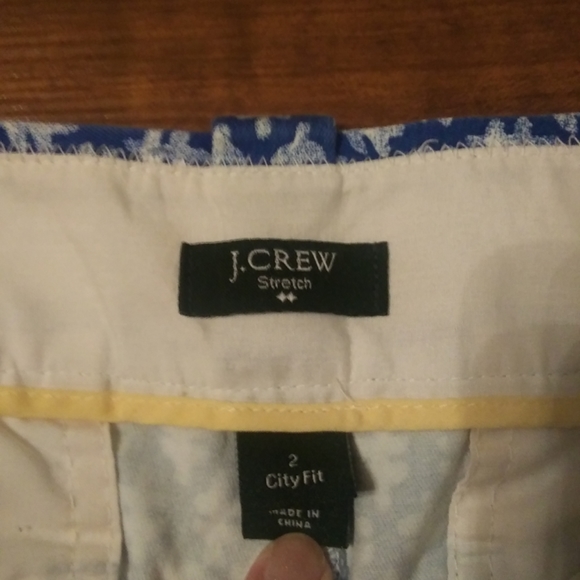 J.CREW
Stretch
2
City Fit
MADE IN
CHINA